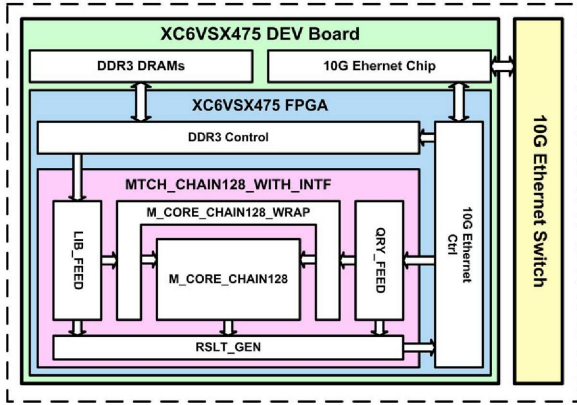 XC6VSX475 DEV Board
DDR3 DRAMs
10G Ehernet Chip
XC6VSX475 FPGA
DDR3 Control
MTCH_CHAIN128_WITH_INTF
LIB_FEED
M_CORE_CHAIN128_WRAP
M_CORE_CHAIN128
QRY_FEED
RSLT_GEN
10G Ethernet
Ctrl
10G Ethernet Switch